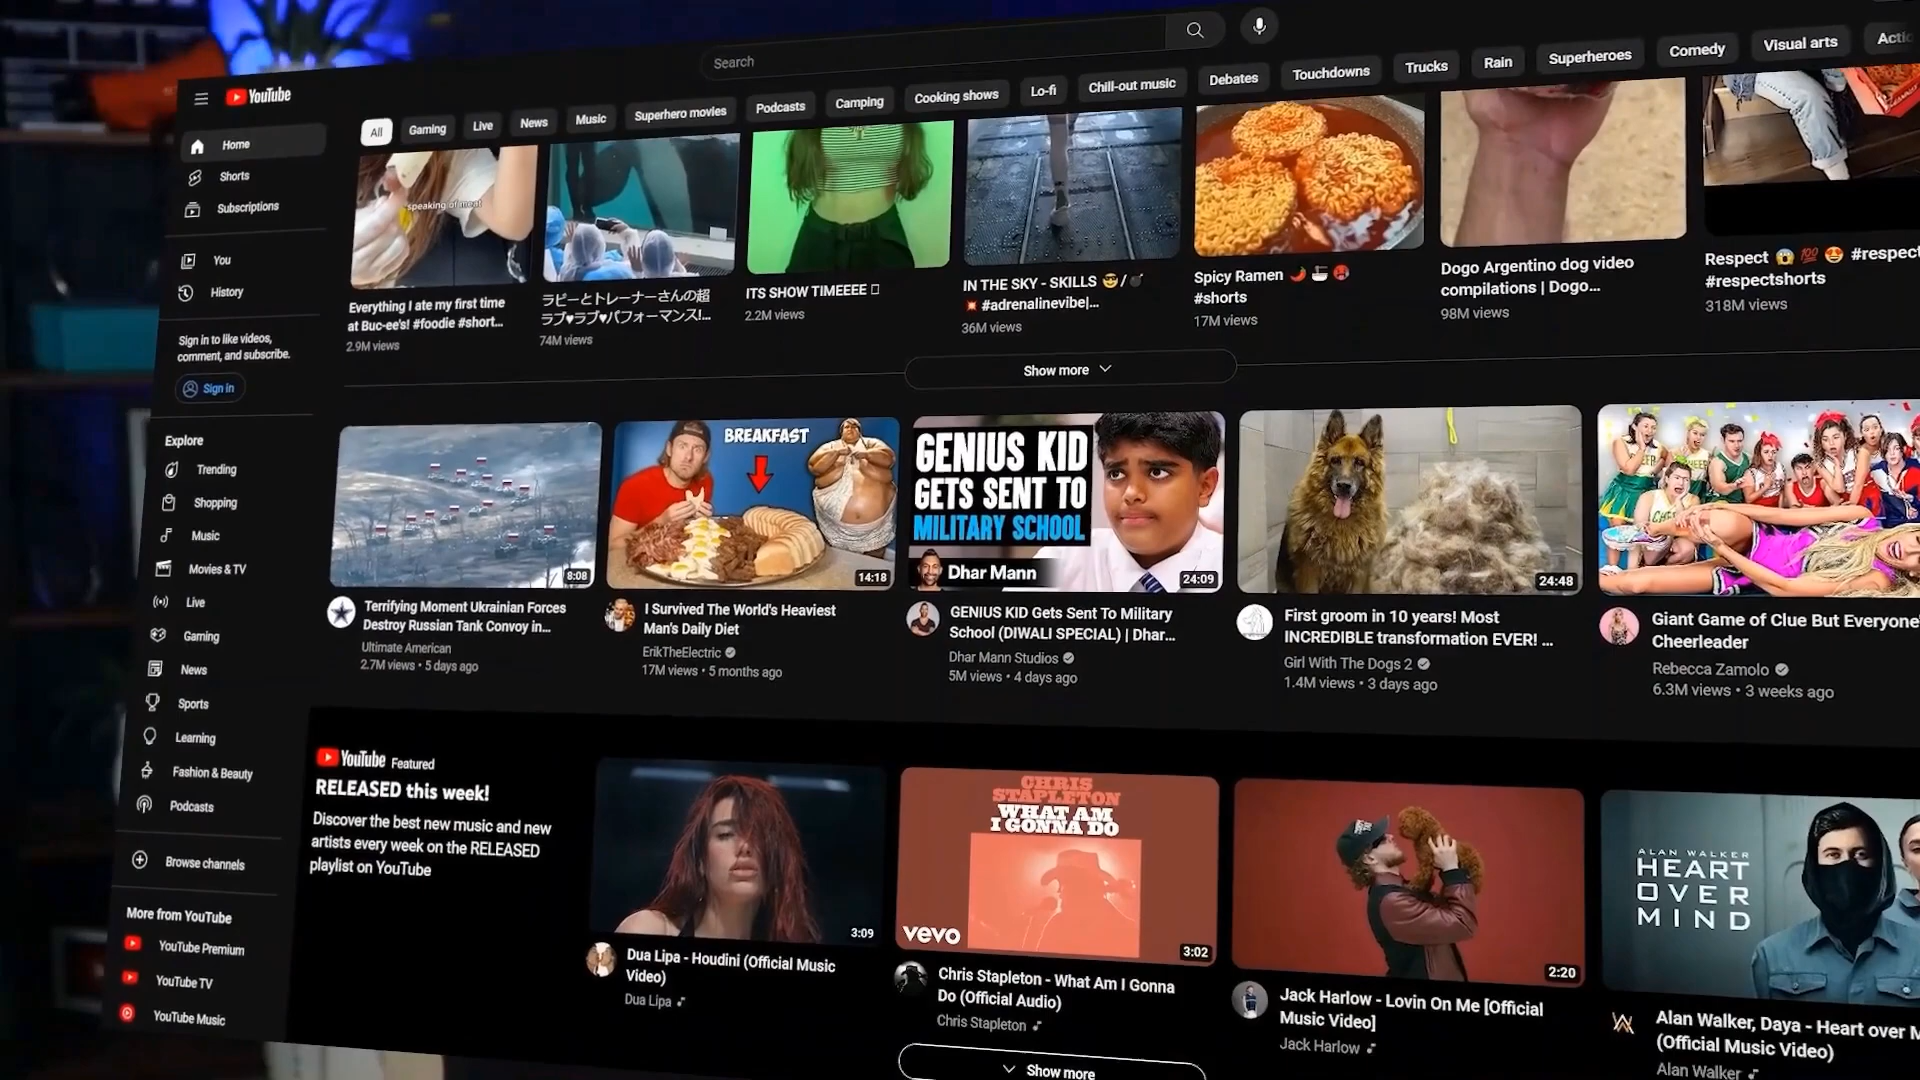 Search
YouTube
All
Gaming
Live
News
Music
Superhero movies
Podcasts
Camping
Cooking shows
Lo-fi
Chill-out music
Debates
Touchdowns
Trucks
Rain
Superheroes
Comedy
Visual arts
Home
Shorts
Subscriptions
You
History
Sign in to like videos,
comment, and subscribe.
Sign in
Explore
Trending
Shopping
Music
Movies & TV
Live
Gaming
News
Sports
Learning
Fashion & Beauty
Podcasts
Browse channels
More from YouTube
YouTube Premium
YouTube TV
YouTube Music
speaking of meat
Everything I ate my first time
at Buc-ee's! #foodie #short...
2.9M views
ラビーとトレーナーさんの超
ラブ♥ラブ♥パフォーマンス!...
74M views
ITS SHOW TIMEEEE
2.2M views
IN THE SKY - SKILLS 😎/💣
💥 #adrenalinevibe|...
36M views
Spicy Ramen 🌶️🍜🥵
#shorts
17M views
Dogo Argentino dog video
compilations | Dogo...
98M views
Respect 😱 💯 😍 #respect
#respectshorts
318M views
Show more
8:08
Terrifying Moment Ukrainian Forces
Destroy Russian Tank Convoy in...
Ultimate American
2.7M views • 5 days ago
BREAKFAST
14:18
I Survived The World's Heaviest
Man's Daily Diet
ErikTheElectric
17M views • 5 months ago
GENIUS KID
GETS SENT TO
MILITARY SCHOOL
Dhar Mann
24:09
GENIUS KID Gets Sent To Military
School (DIWALI SPECIAL) | Dhar...
Dhar Mann Studios
5M views • 4 days ago
24:48
First groom in 10 years! Most
INCREDIBLE transformation EVER! ...
Girl With The Dogs 2
1.4M views • 3 days ago
Giant Game of Clue But Everyone
Cheerleader
Rebecca Zamolo
6.3M views • 3 weeks ago
YouTube Featured
RELEASED this week!
Discover the best new music and new
artists every week on the RELEASED
playlist on YouTube
3:09
Dua Lipa - Houdini (Official Music
Video)
Dua Lipa
CHRIS
STAPLETON
WHAT AM
I GONNA DO
vevo
3:02
Chris Stapleton - What Am I Gonna
Do (Official Audio)
Chris Stapleton
2:20
Jack Harlow - Lovin On Me [Official
Music Video]
Jack Harlow
ALAN WALKER
HEART
OVER
MIND
Alan Walker, Daya - Heart over
(Official Music Video)
Alan Walker
Show more